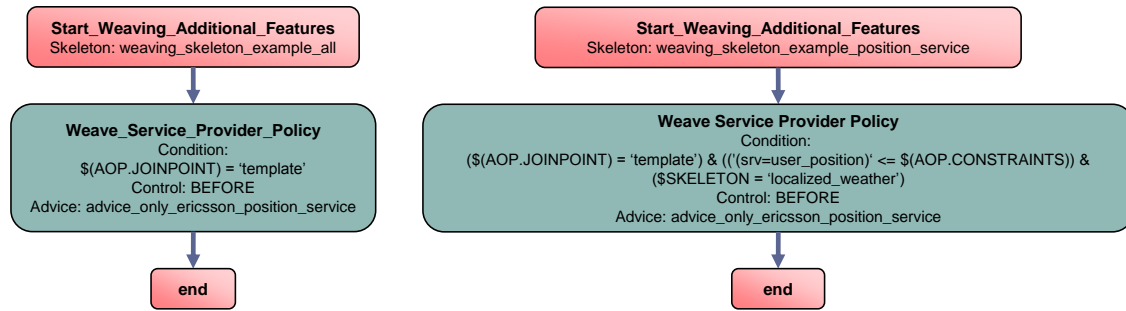 Start_Weaving_Additional_Features
Skeleton: weaving_skeleton_example_all
Weave_Service_Provider_Policy
Condition:
$(AOP.JOINPOINT) = ‘template’
Control: BEFORE
Advice: advice_only_ericsson_position_service
end
Start_Weaving_Additional_Features
Skeleton: weaving_skeleton_example_position_service
Weave Service Provider Policy
Condition:
($(AOP.JOINPOINT) = ‘template’) & ((‘(srv=user_position)‘ <= $(AOP.CONSTRAINTS)) &
($SKELETON = ‘localized_weather’)
Control: BEFORE
Advice: advice_only_ericsson_position_service
end